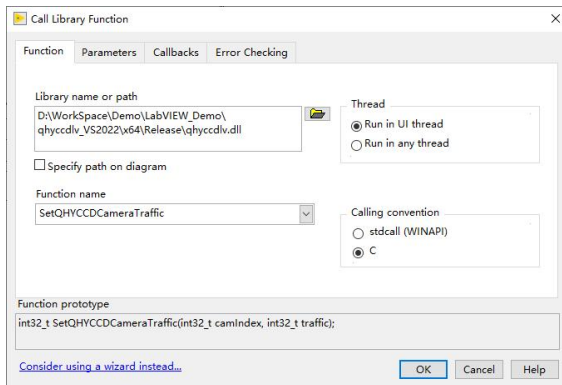 Call Library Function
Function
Parameters
Callbacks
Error Checking
Library name or path
D:\WorkSpace\Demo\LabVIEW_Demo\
qhyccdlv_VS2022\x64\Release\qhyccdlv.dll
Specify path on diagram
Function name
SetQHYCCDCameraTraffic
Thread
Run in UI thread
Run in any thread
Calling convention
stdcall (WINAPI)
C
Function prototype
int32_t SetQHYCCDCameraTraffic(int32_t camIndex, int32_t traffic);
Consider using a wizard instead...
OK
Cancel
Help